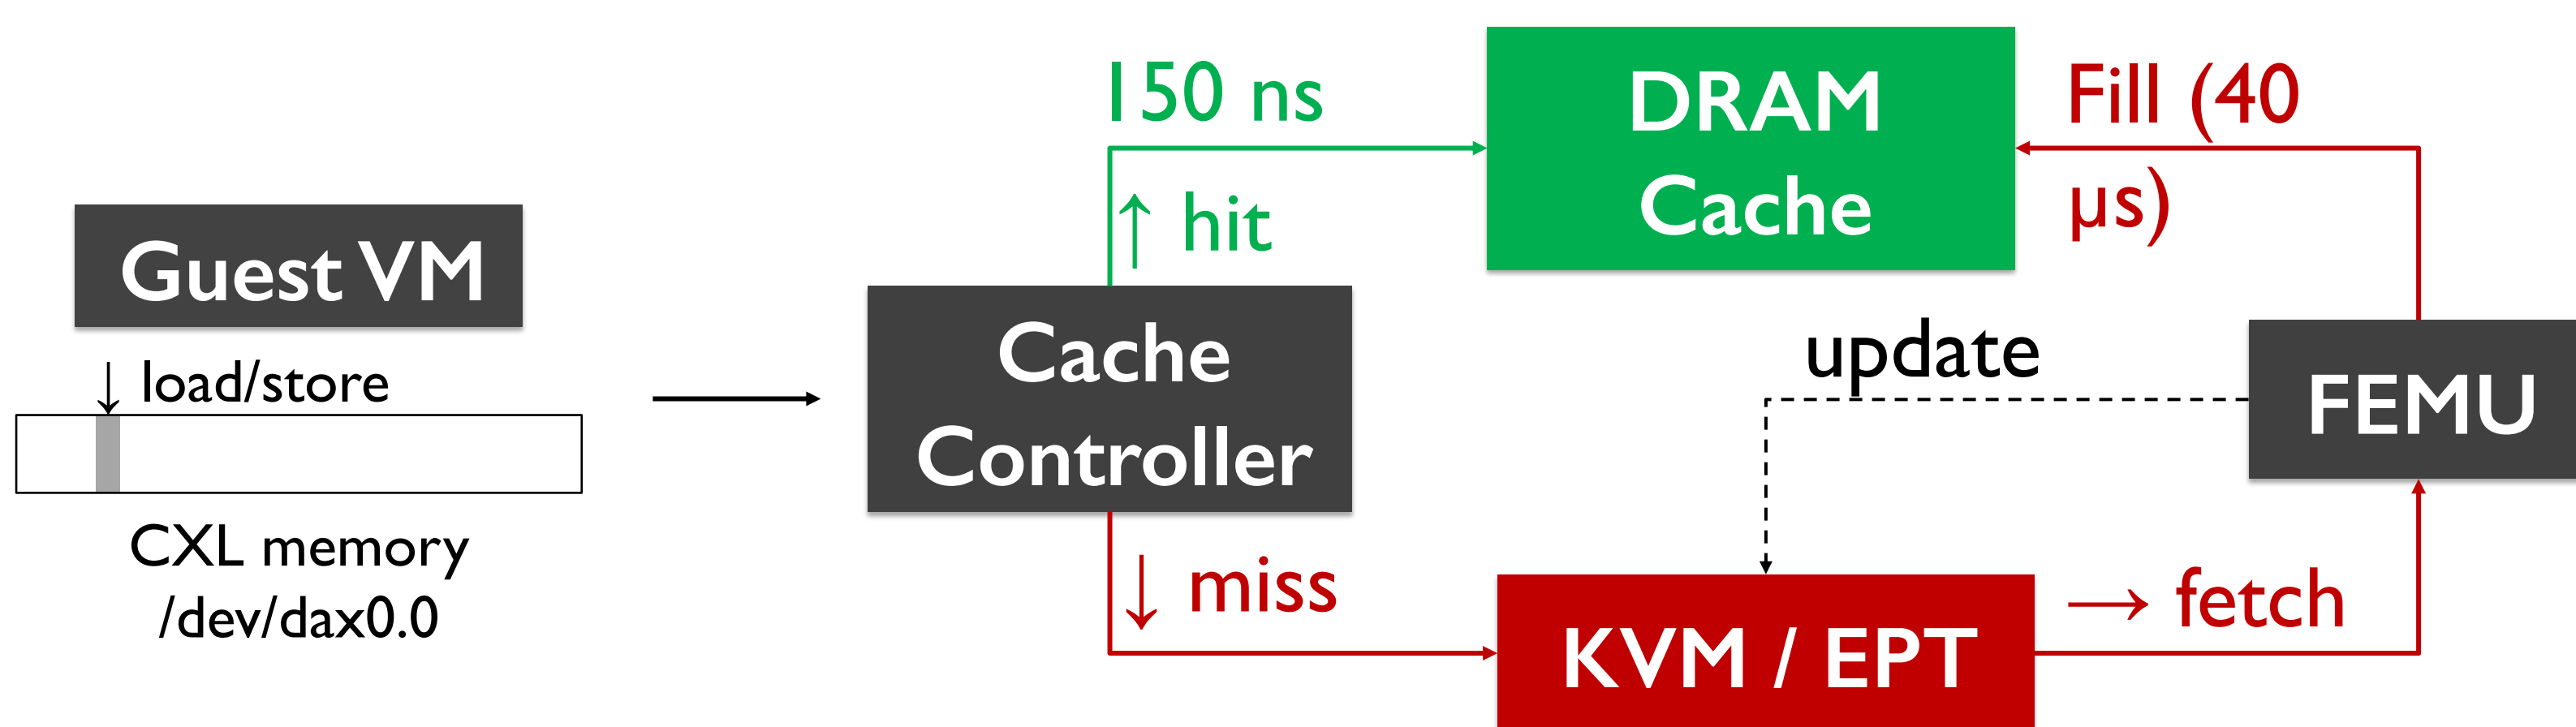 Guest VM
↓ load/store
CXL memory
/dev/dax0.0
150 ns
↑ hit
Cache
Controller
↓ miss
DRAM
Cache
Fill (40
µs)
update
FEMU
KVM / EPT
→ fetch